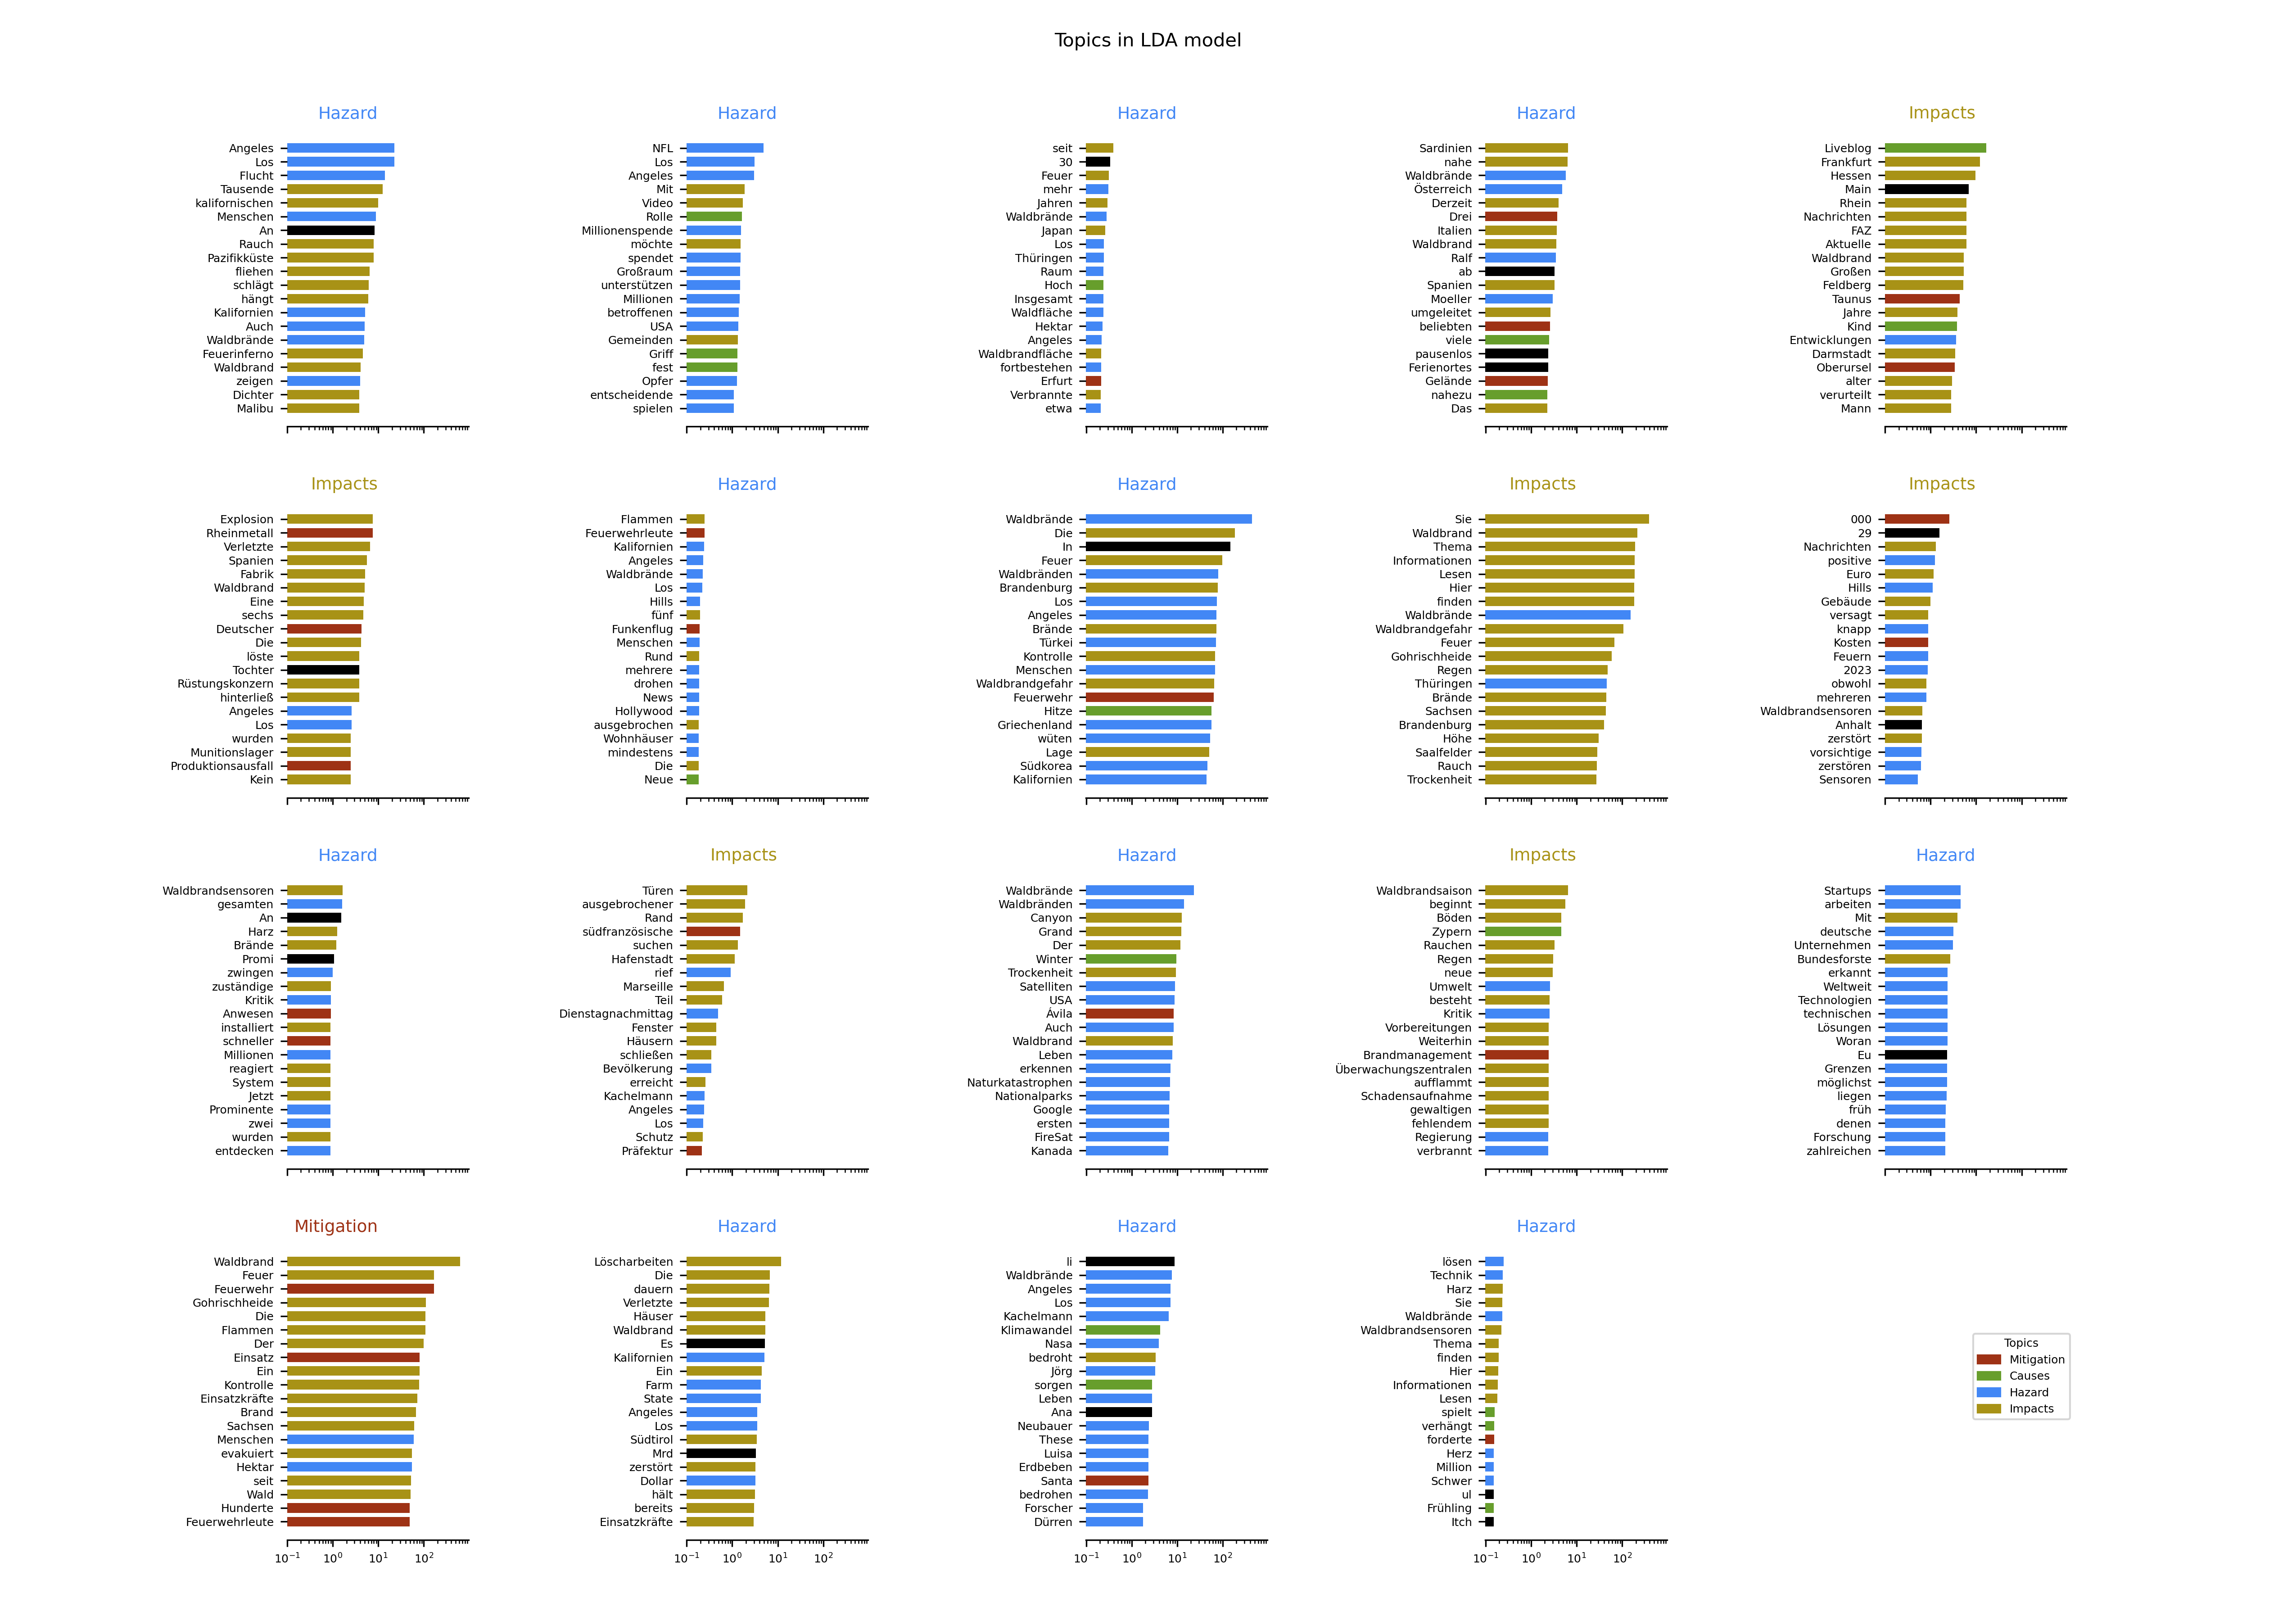 Topics in LDA model
Hazard
Angeles
Los
Flucht
Tausende
kalifornischen
Menschen
An
Rauch
Pazifikküste
fliehen
schlägt
hängt
Kalifornien
Auch
Waldbrände
Feuerinferno
Waldbrand
zeigen
Dichter
Malibu
Hazard
NFL
Los
Angeles
Mit
Video
Rolle
Millionenspende
möchte
spendet
Großraum
unterstützen
Millionen
betroffenen
USA
Gemeinden
Griff
fest
Opfer
entscheidende
spielen
Hazard
seit
30
Feuer
mehr
Jahren
Waldbrände
Japan
Los
Thüringen
Raum
Hoch
Insgesamt
Waldfläche
Hektar
Angeles
Waldbrandfläche
fortbestehen
Erfurt
Verbrannte
etwa
Hazard
Sardinien
nahe
Waldbrände
Österreich
Derzeit
Drei
Italien
Waldbrand
Ralf
ab
Spanien
Moeller
umgeleitet
beliebten
viele
pausenlos
Ferienortes
Gelände
nahezu
Das
Impacts
Liveblog
Frankfurt
Hessen
Main
Rhein
Nachrichten
FAZ
Aktuelle
Waldbrand
Großen
Feldberg
Taunus
Jahre
Kind
Entwicklungen
Darmstadt
Oberursel
alter
verurteilt
Mann
Impacts
Explosion
Rheinmetall
Verletzte
Spanien
Fabrik
Waldbrand
Eine
sechs
Deutscher
Die
löste
Tochter
Rüstungskonzern
hinterließ
Angeles
Los
wurden
Munitionslager
Produktionsausfall
Kein
Hazard
Flammen
Feuerwehrleute
Kalifornien
Angeles
Waldbrände
Los
Hills
fünf
Funkenflug
Menschen
Rund
mehrere
drohen
News
Hollywood
ausgebrochen
Wohnhäuser
mindestens
Die
Neue
Hazard
Waldbrände
Die
In
Feuer
Waldbränden
Brandenburg
Los
Angeles
Brände
Türkei
Kontrolle
Menschen
Waldbrandgefahr
Feuerwehr
Hitze
Griechenland
wüten
Lage
Südkorea
Kalifornien
Impacts
Sie
Waldbrand
Thema
Informationen
Lesen
Hier
finden
Waldbrände
Waldbrandgefahr
Feuer
Gohrischheide
Regen
Thüringen
Brände
Sachsen
Brandenburg
Höhe
Saalfelder
Rauch
Trockenheit
Impacts
000
29
Nachrichten
positive
Euro
Hills
Gebäude
versagt
knapp
Kosten
Feuern
2023
obwohl
mehreren
Waldbrandsensoren
Anhalt
zerstört
vorsichtige
zerstören
Sensoren
Hazard
Waldbrandsensoren
gesamten
An
Harz
Brände
Promi
zwingen
zuständige
Kritik
Anwesen
installiert
schneller
Millionen
reagiert
System
Jetzt
Prominente
zwei
wurden
entdecken
Impacts
Türen
ausgebrochener
Rand
südfranzösische
suchen
Hafenstadt
rief
Marseille
Teil
Dienstagnachmittag
Fenster
Häusern
schließen
Bevölkerung
erreicht
Kachelmann
Angeles
Los
Schutz
Präfektur
Hazard
Waldbrände
Waldbränden
Canyon
Grand
Der
Winter
Trockenheit
Satelliten
USA
Ávila
Auch
Waldbrand
Leben
erkennen
Naturkatastrophen
Nationalparks
Google
ersten
FireSat
Kanada
Impacts
Waldbrandsaison
beginnt
Böden
Zypern
Rauchen
Regen
neue
Umwelt
besteht
Kritik
Vorbereitungen
Weiterhin
Brandmanagement
Überwachungszentralen
aufflammt
Schadensaufnahme
gewaltigen
fehlendem
Regierung
verbrannt
Hazard
Startups
arbeiten
Mit
deutsche
Unternehmen
Bundesforste
erkannt
Weltweit
Technologien
technischen
Lösungen
Woran
Eu
Grenzen
möglichst
liegen
früh
denen
Forschung
zahlreichen
Mitigation
Waldbrand
Feuer
Feuerwehr
Gohrischheide
Die
Flammen
Der
Einsatz
Ein
Kontrolle
Einsatzkräfte
Brand
Sachsen
Menschen
evakuiert
Hektar
seit
Wald
Hunderte
Feuerwehrleute
10⁻¹ 10⁰ 10¹ 10²
Hazard
Löscharbeiten
Die
dauern
Verletzte
Häuser
Waldbrand
Es
Kalifornien
Ein
Farm
State
Angeles
Los
Südtirol
Mrd
zerstört
Dollar
hält
bereits
Einsatzkräfte
10⁻¹ 10⁰ 10¹ 10²
Hazard
li
Waldbrände
Angeles
Los
Kachelmann
Klimawandel
Nasa
bedroht
Jörg
sorgen
Leben
Ana
Neubauer
These
Luisa
Erdbeben
Santa
bedrohen
Forscher
Dürren
10⁻¹ 10⁰ 10¹ 10²
Hazard
lösen
Technik
Harz
Sie
Waldbrände
Waldbrandsensoren
Thema
finden
Hier
Informationen
Lesen
spielt
verhängt
forderte
Herz
Million
Schwer
ul
Frühling
Itch
10⁻¹ 10⁰ 10¹ 10²
Topics
Mitigation
Causes
Hazard
Impacts